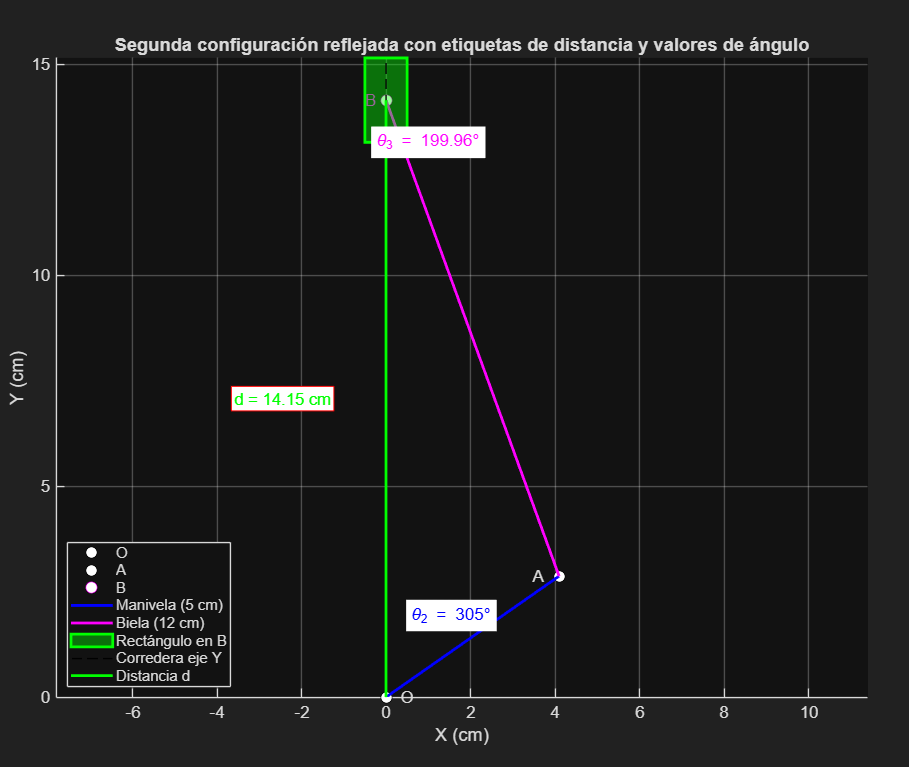 Segunda configuración reflejada con etiquetas de distancia y valores de ángulo
15
B
θ₃ = 199.96°
10
Y (cm)
d = 14.15 cm
5
A
θ₂ = 305°
O
A
B
Manivela (5 cm)
Biela (12 cm)
Rectángulo en B
Corredera eje Y
Distancia d
0
O
-6
-4
-2
0
2
4
6
8
10
X (cm)